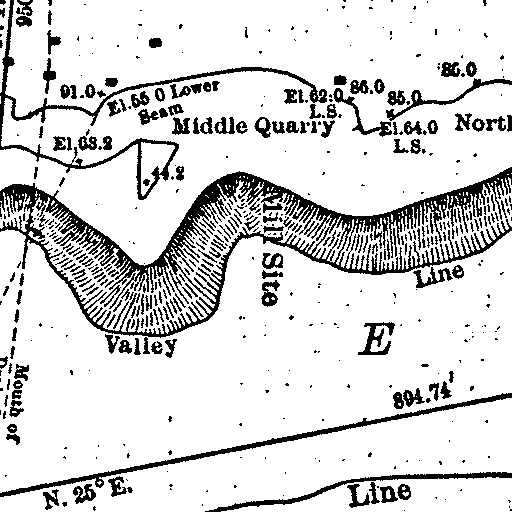 950
91.0
El.55 0 Lower
Seam
El.62.0
L.S.
86.0
85.0
86.0
El.64.0
L.S.
Middle Quarry
North
El.63.2
44.2
Mill Site
Line
Valley
E
Mouth of
894.74'
N. 25° E.
Line